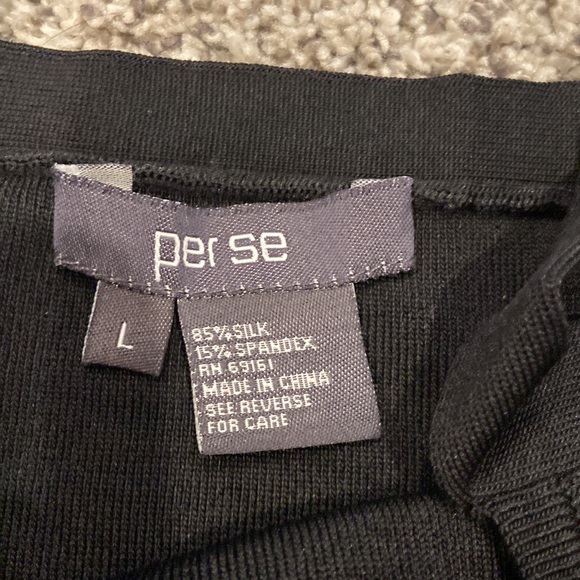 per se
L
85% SILK
15% SPANDEX
RN 69161
MADE IN CHINA
SEE REVERSE
FOR CARE